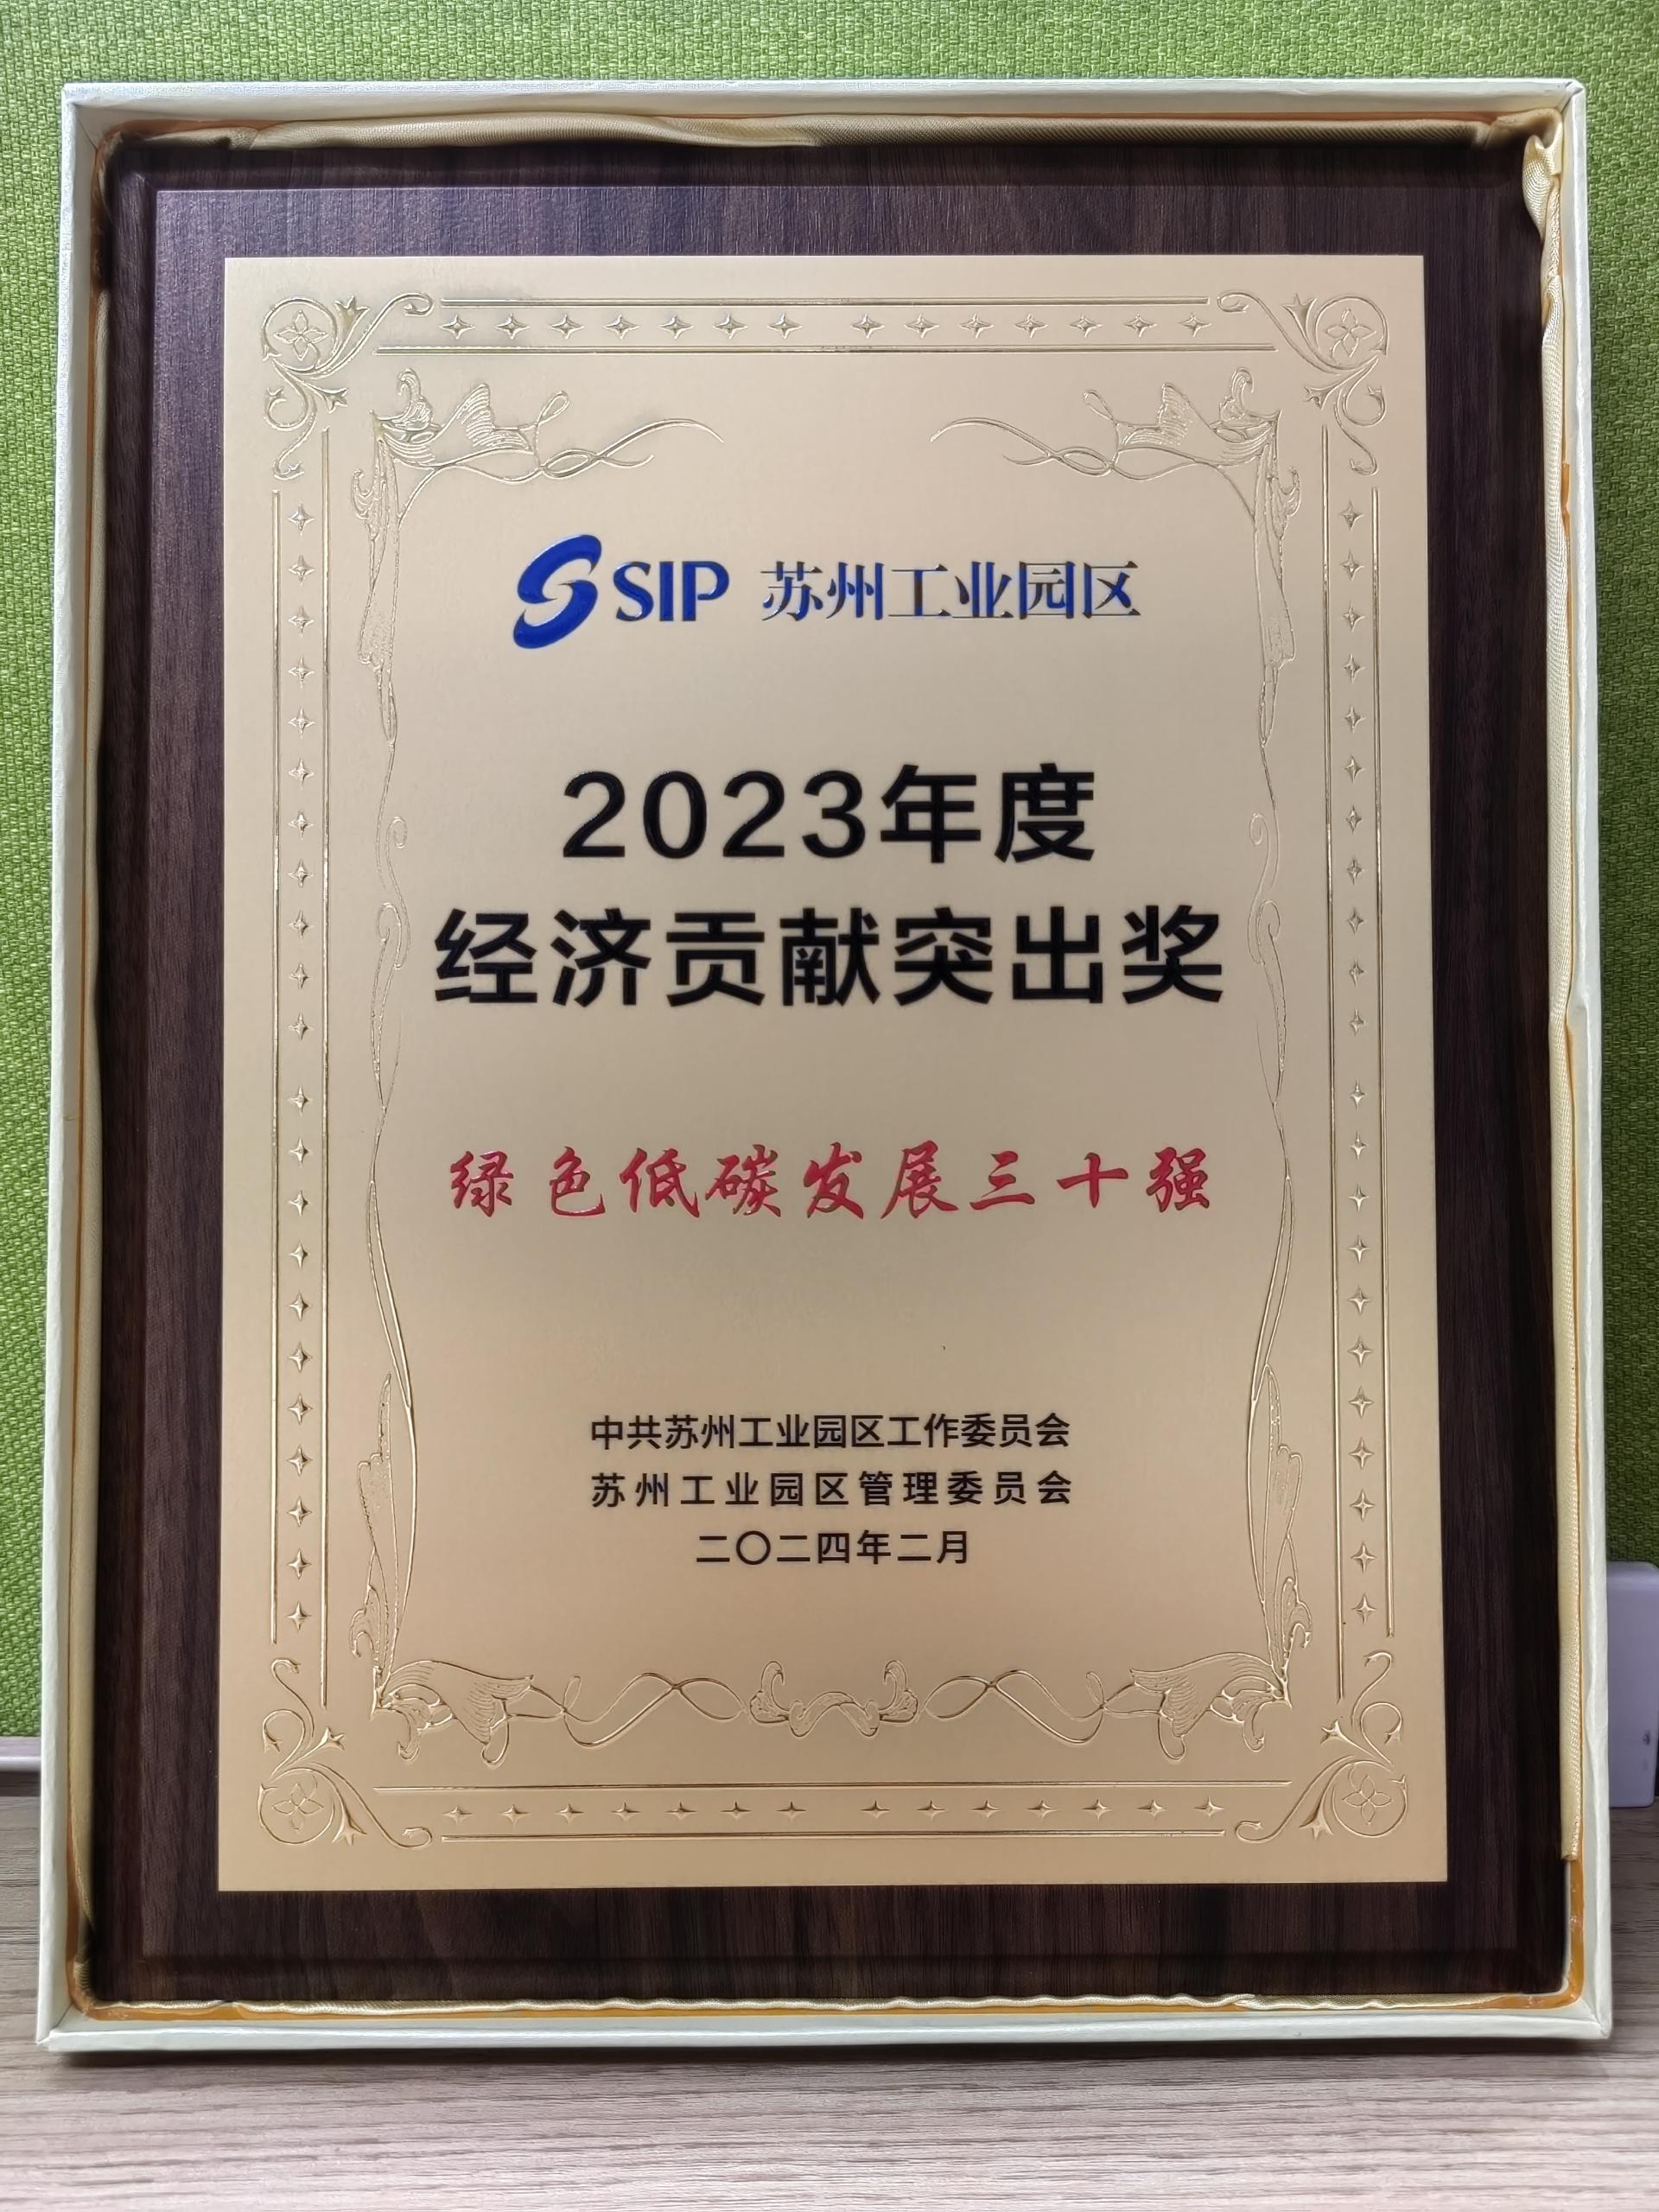 SIP 苏州工业园区
2023年度
经济贡献突出奖
绿色低碳发展三十强
中共苏州工业园区工作委员会
苏州工业园区管理委员会
二〇二四年二月